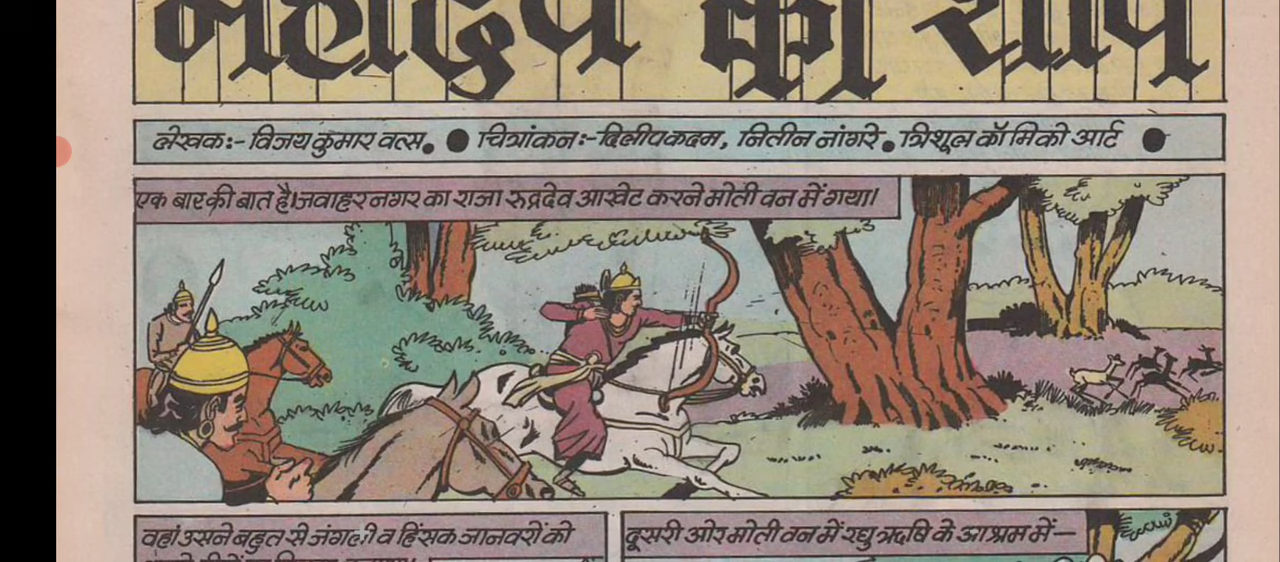 महादेव का शाप
लेखक:- विजय कुमार वत्स. ● चित्रांकन:- दिलीप कदम, नितीन नांगरे. त्रिशूल कॉमिको आर्ट ●
एक बार की बात है। जवाहर नगर का राजा रुद्रदेव आखेट करने मोती वन में गया।
वहां उसने बहुत से जंगली व हिंसक जानवरों को
दूसरी ओर मोती वन में रघु ऋषि के आश्रम में—